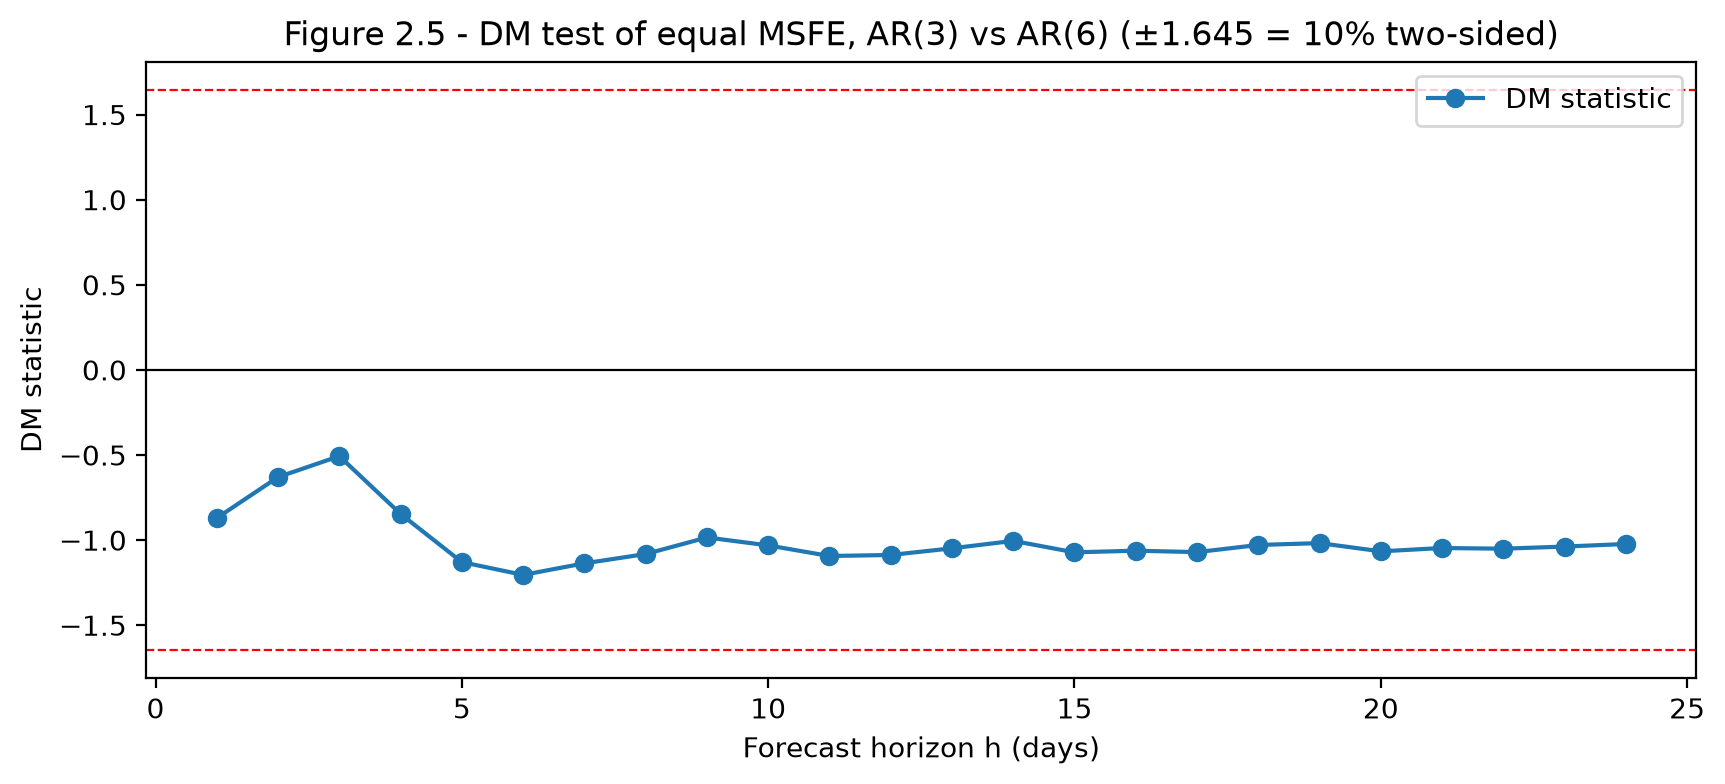 Figure 2.5 - DM test of equal MSFE, AR(3) vs AR(6) (±1.645 = 10% two-sided)
DM statistic
1.5
1.0
0.5
0.0
−0.5
−1.0
−1.5
DM statistic
0 5 10 15 20 25
Forecast horizon h (days)